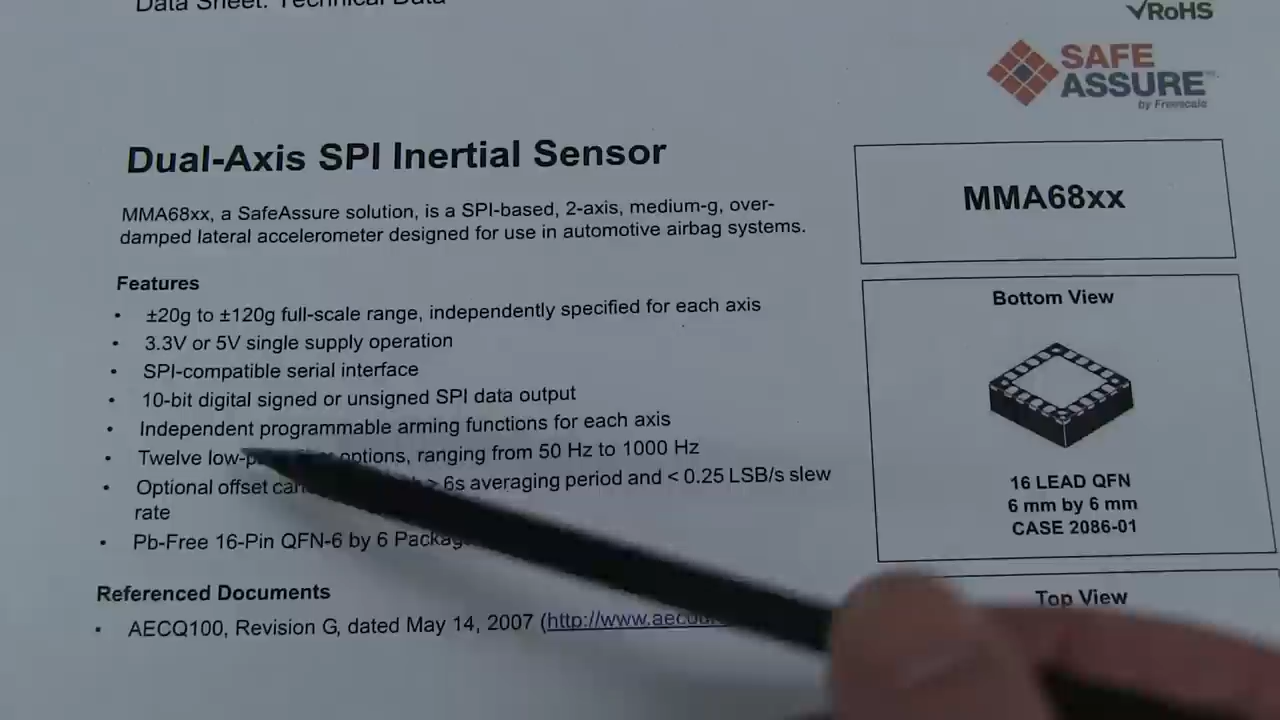 Data Sheet: Technical Data
√RoHS
SAFE
ASSURE™
by Freescale
Dual-Axis SPI Inertial Sensor
MMA68xx
MMA68xx, a SafeAssure solution, is a SPI-based, 2-axis, medium-g, over-
damped lateral accelerometer designed for use in automotive airbag systems.
Features
• ±20g to ±120g full-scale range, independently specified for each axis
• 3.3V or 5V single supply operation
• SPI-compatible serial interface
• 10-bit digital signed or unsigned SPI data output
• Independent programmable arming functions for each axis
• Twelve low- options, ranging from 50 Hz to 1000 Hz
• Optional offset 6s averaging period and < 0.25 LSB/s slew
rate
• Pb-Free 16-Pin QFN-6 by 6 Package
Referenced Documents
• AECQ100, Revision G, dated May 14, 2007 (http://www.aecou
Bottom View
16 LEAD QFN
6 mm by 6 mm
CASE 2086-01
Top View